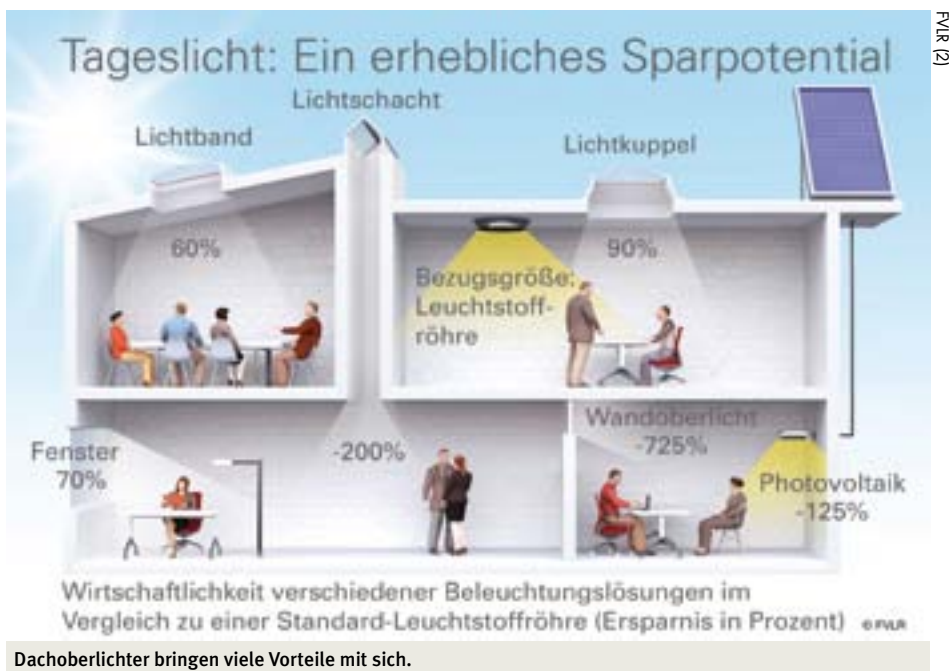 FVLR (2)
Tageslicht: Ein erhebliches Sparpotential
Lichtschacht
Lichtband
Lichtkuppel
60%
90%
Bezugsgröße:
Leuchtstoff-
röhre
Wandoberlicht
-725%
Fenster
70%
-200%
Photovoltaik
-125%
Wirtschaftlichkeit verschiedener Beleuchtungslösungen im
Vergleich zu einer Standard-Leuchtstoffröhre (Ersparnis in Prozent) © FVLR
Dachoberlichter bringen viele Vorteile mit sich.